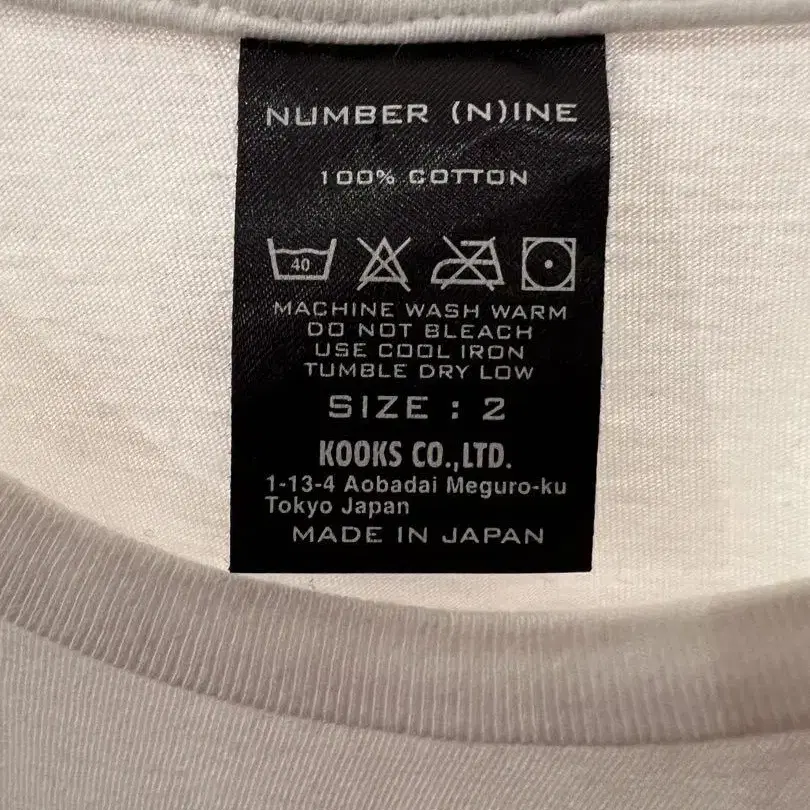 NUMBER (N)INE
100% COTTON
40
MACHINE WASH WARM
DO NOT BLEACH
USE COOL IRON
TUMBLE DRY LOW
SIZE : 2
KOOKS CO.,LTD.
1-13-4 Aobadai Meguro-ku
Tokyo Japan
MADE IN JAPAN